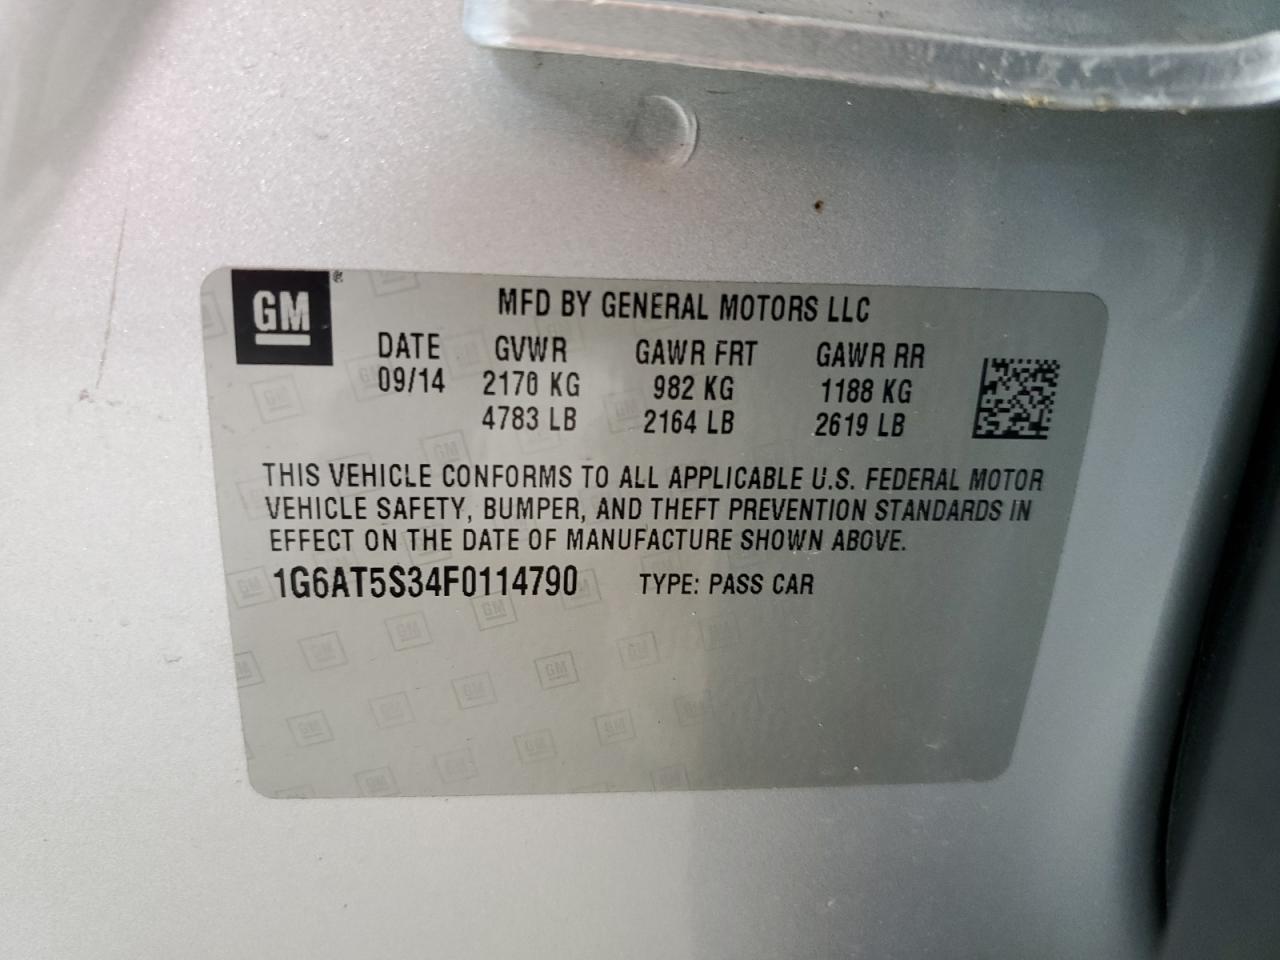 GM
MFD BY GENERAL MOTORS LLC
DATE GVWR GAWR FRT GAWR RR
09/14 2170 KG 982 KG 1188 KG
4783 LB 2164 LB 2619 LB
THIS VEHICLE CONFORMS TO ALL APPLICABLE U.S. FEDERAL MOTOR
VEHICLE SAFETY, BUMPER, AND THEFT PREVENTION STANDARDS IN
EFFECT ON THE DATE OF MANUFACTURE SHOWN ABOVE.
1G6AT5S34F0114790 TYPE: PASS CAR